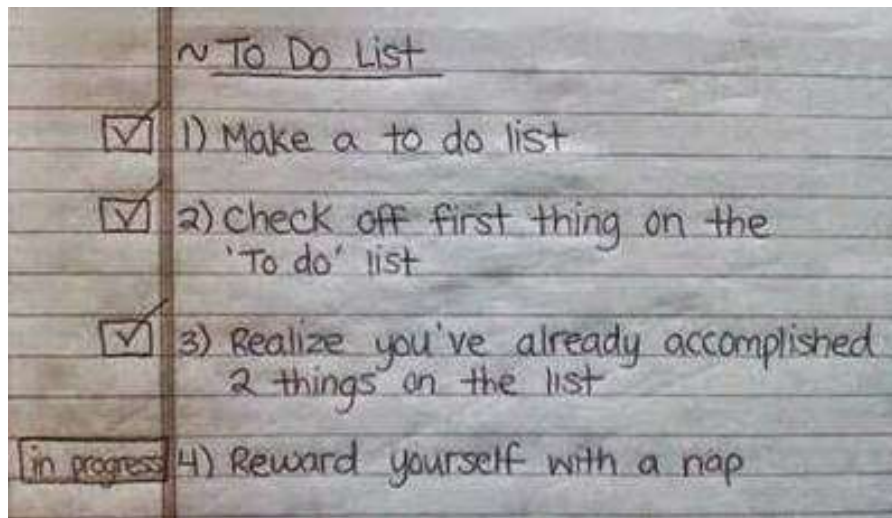 ~ To Do List
1) Make a to do list
2) Check off first thing on the
'To do' list
3) Realize you've already accomplished
2 things on the list
in progress 4) Reward yourself with a nap